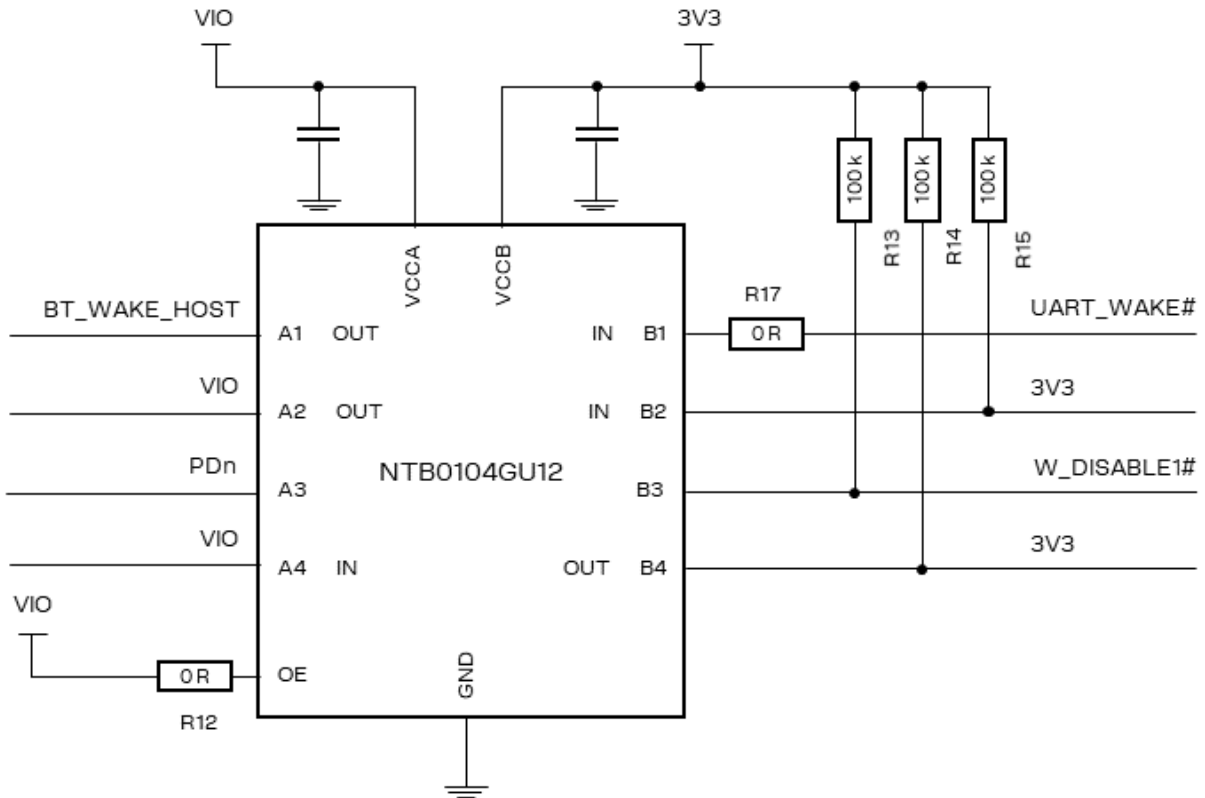 VIO
3V3
100 k
100 k
100 k
R13
R14
R15
VCCA
VCCB
BT_WAKE_HOST
R17
UART_WAKE#
A1 OUT
IN B1
0 R
VIO
3V3
A2 OUT
IN B2
PDn
NTB0104GU12
W_DISABLE1#
A3
B3
VIO
3V3
A4 IN
OUT B4
VIO
0 R
OE
GND
R12